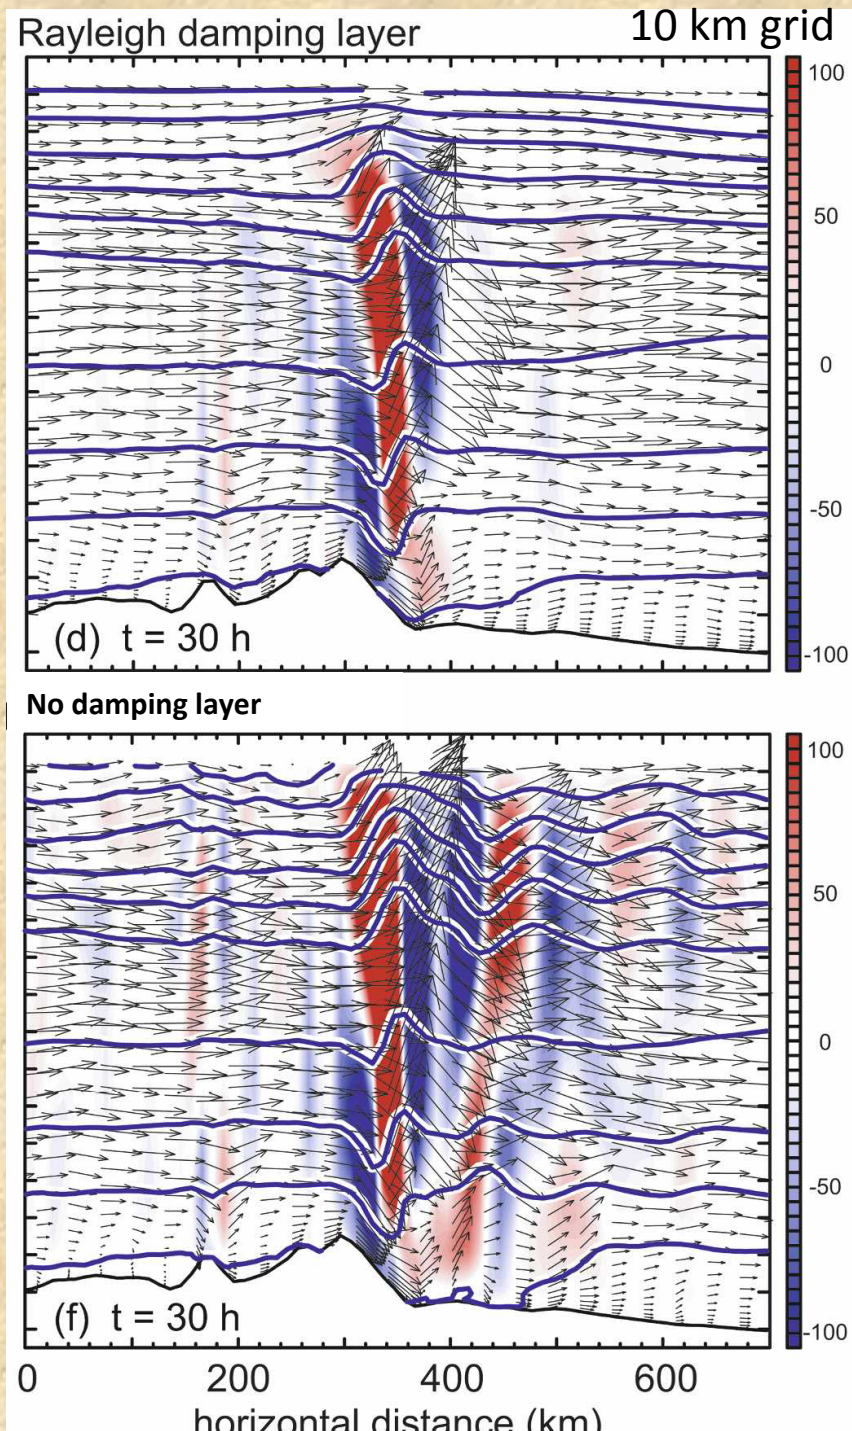 Rayleigh damping layer
10 km grid
100
50
0
-50
-100
(d) t = 30 h
No damping layer
100
50
0
-50
-100
(f) t = 30 h
0 200 400 600
horizontal distance (km)